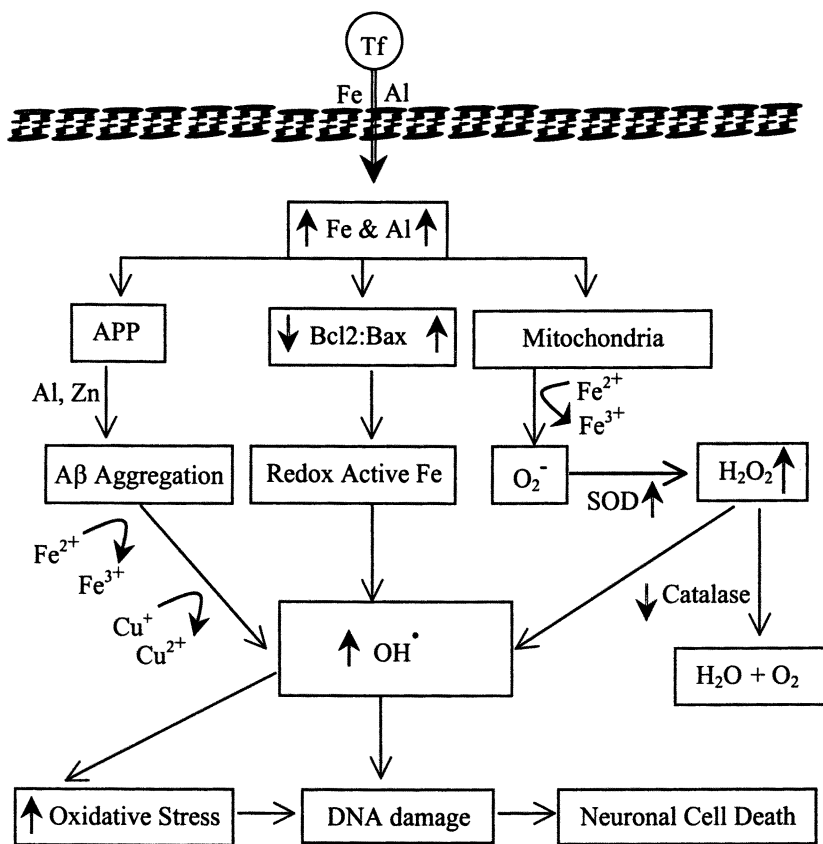 Tf
Fe Al
Fe & Al
APP
Bcl2:Bax
Mitochondria
Al, Zn
Fe²⁺
Fe³⁺
Aβ Aggregation
Redox Active Fe
O₂⁻
SOD
H₂O₂
Fe²⁺
Fe³⁺
Cu⁺
Cu²⁺
OH•
Catalase
H₂O + O₂
Oxidative Stress
DNA damage
Neuronal Cell Death